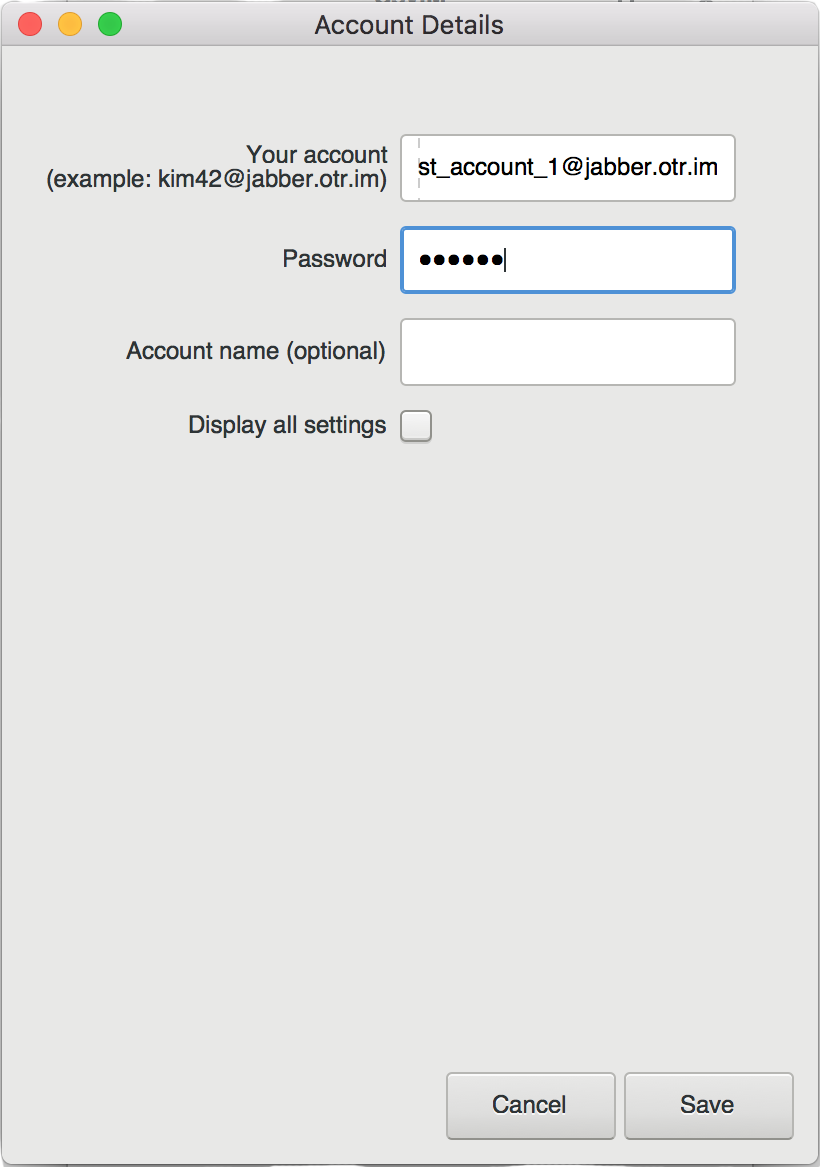 Account Details
Your account
(example: kim42@jabber.otr.im)
st_account_1@jabber.otr.im
Password
••••••
Account name (optional)
Display all settings
Cancel
Save